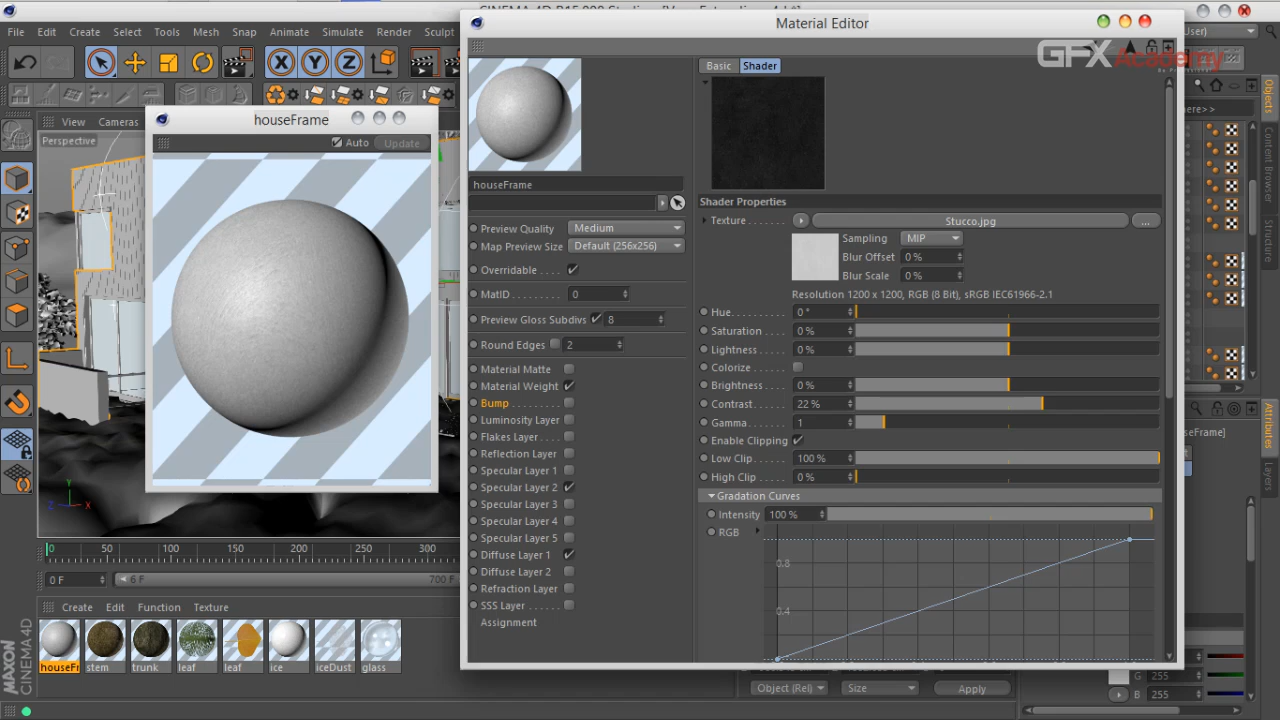 File Edit Create Select Tools Mesh Snap Animate Simulate Render Sculpt
Material Editor
GFX Academy
X Y Z
View Cameras
Perspective
houseFrame
Auto Update
Basic Shader
houseFrame
Preview Quality Medium
Map Preview Size Default (256x256)
Overridable
MatID 0
Preview Gloss Subdivs 8
Round Edges 2
Material Matte
Material Weight
Bump
Luminosity Layer
Flakes Layer
Reflection Layer
Specular Layer 1
Specular Layer 2
Specular Layer 3
Specular Layer 4
Specular Layer 5
Diffuse Layer 1
Diffuse Layer 2
Refraction Layer
SSS Layer
Assignment
Shader Properties
Texture Stucco.jpg ...
Sampling MIP
Blur Offset 0 %
Blur Scale 0 %
Resolution 1200 x 1200, RGB (8 Bit), sRGB IEC61966-2.1
Hue 0 °
Saturation 0 %
Lightness 0 %
Colorize
Brightness 0 %
Contrast 22 %
Gamma 1
Enable Clipping
Low Clip 100 %
High Clip 0 %
Gradation Curves
Intensity 100 %
RGB
0.8
0.4
Objects
Content Browser
Structure
Attributes
Layers
Y
Z X
0 50 100 150 200 250 300
0 F 6 F 700 F
Create Edit Function Texture
houseFr stem trunk leaf leaf ice iceDust glass
MAXON
CINEMA4D
Object (Rel) Size Apply
G 255
B 255